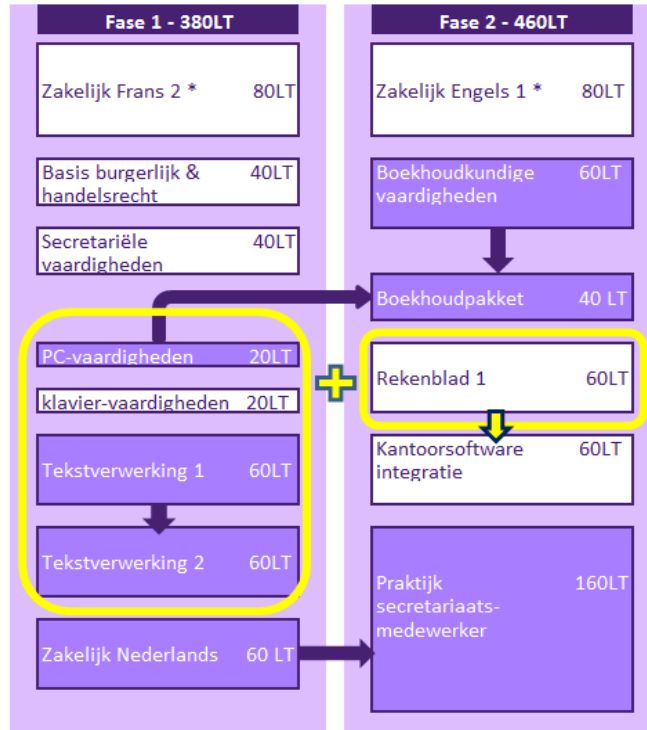 Fase 1 - 380LT
Zakelijk Frans 2 * 80LT
Basis burgerlijk & 40LT
handelsrecht
Secretariële 40LT
vaardigheden
PC-vaardigheden 20LT
klavier-vaardigheden 20LT
Tekstverwerking 1 60LT
Tekstverwerking 2 60LT
Zakelijk Nederlands 60 LT
Fase 2 - 460LT
Zakelijk Engels 1 * 80LT
Boekhoudkundige 60LT
vaardigheden
Boekhoudpakket 40 LT
Rekenblad 1 60LT
Kantoorsoftware 60LT
integratie
Praktijk 160LT
secretariaats-
medewerker